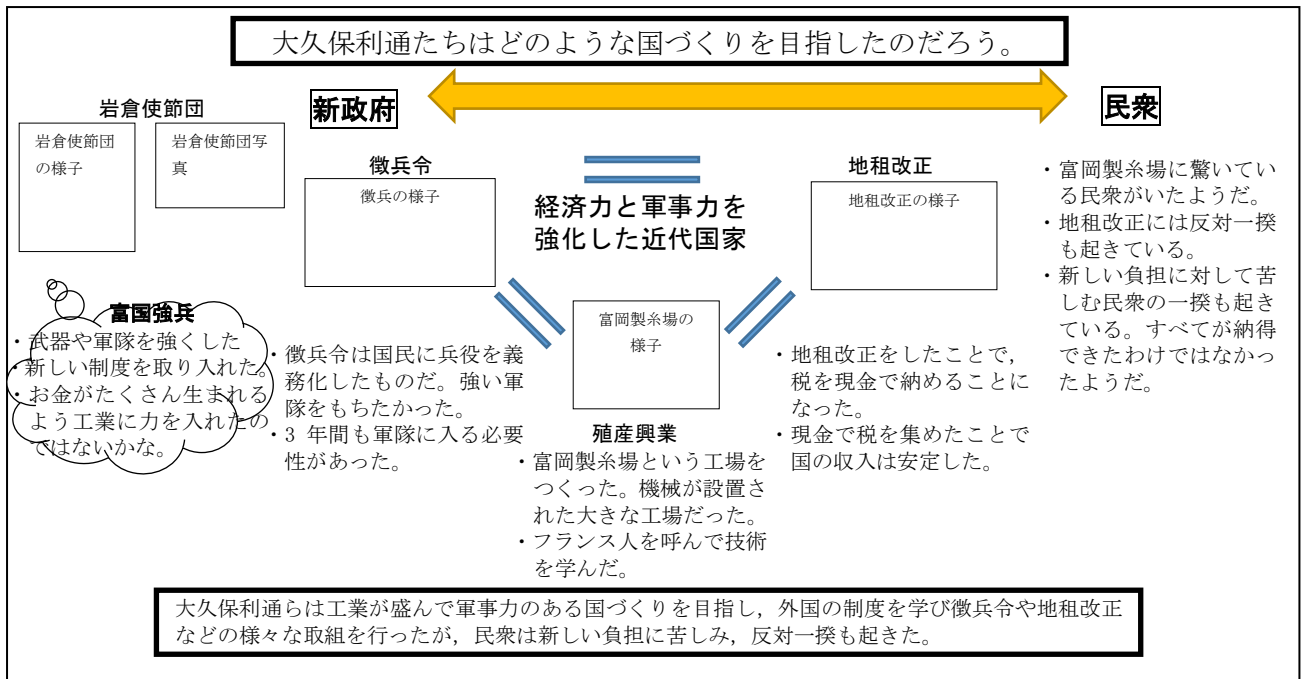 大久保利通たちはどのような国づくりを目指したのだろう。
岩倉使節団
岩倉使節団
の様子
岩倉使節団写
真
新政府
民衆
徴兵令
徴兵の様子
経済力と軍事力を
強化した近代国家
地租改正
地租改正の様子
・富岡製糸場に驚いてい
る民衆がいたようだ。
・地租改正には反対一揆
も起きている。
・新しい負担に対して苦
しむ民衆の一揆も起き
ている。すべてが納得
できたわけではなかっ
たようだ。
富国強兵
・武器や軍隊を強くした
・新しい制度を取り入れた。
・お金がたくさん生まれる
よう工業に力を入れたの
ではないかな。
・徴兵令は国民に兵役を義
務化したものだ。強い軍
隊をもちたかった。
・3 年間も軍隊に入る必要
性があった。
富岡製糸場の
様子
殖産興業
・富岡製糸場という工場を
つくった。機械が設置さ
れた大きな工場だった。
・フランス人を呼んで技術
を学んだ。
・地租改正をしたことで，
税を現金で納めることに
なった。
・現金で税を集めたことで
国の収入は安定した。
大久保利通らは工業が盛んで軍事力のある国づくりを目指し，外国の制度を学び徴兵令や地租改正
などの様々な取組を行ったが，民衆は新しい負担に苦しみ，反対一揆も起きた。